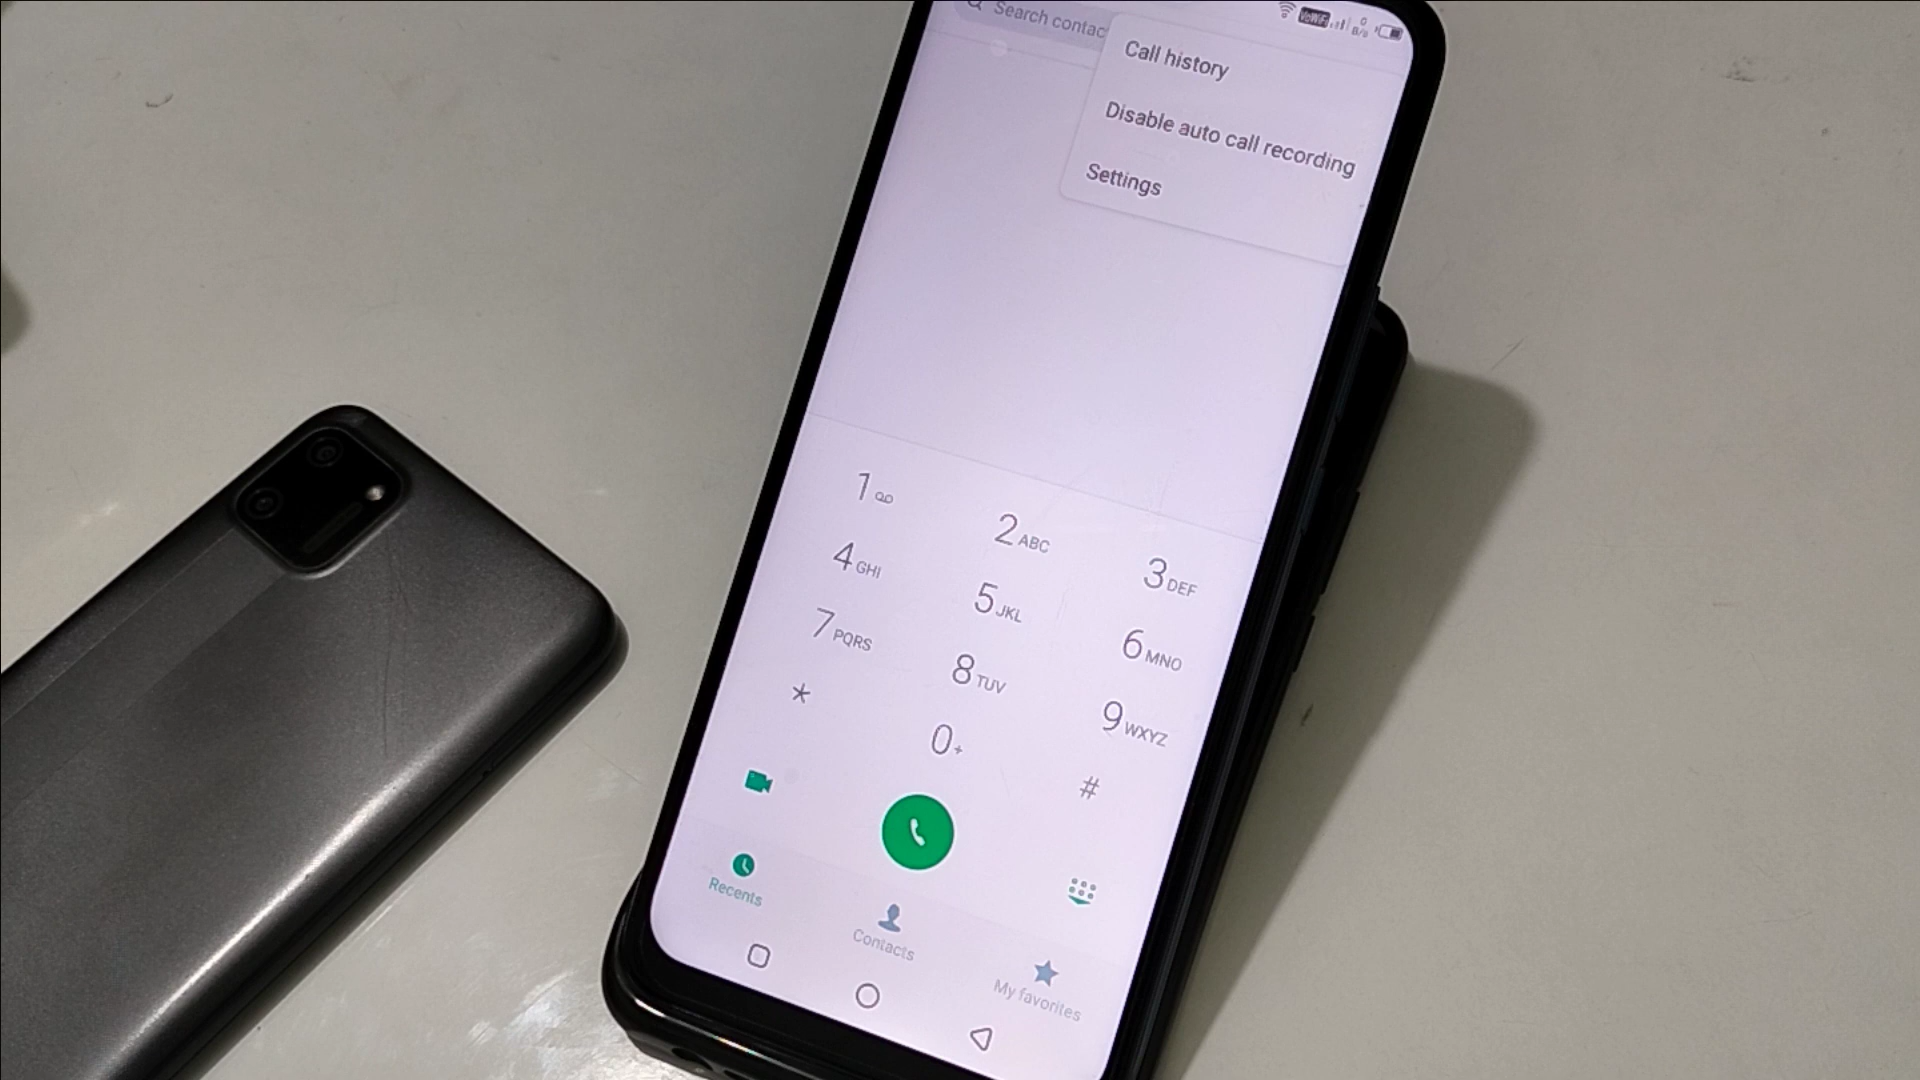 Search contac
VoWiFi
0
B/s
Call history
Disable auto call recording
Settings
1
2 ABC
3 DEF
4 GHI
5 JKL
6 MNO
7 PQRS
8 TUV
9 WXYZ
*
0 +
#
Recents
Contacts
My favorites